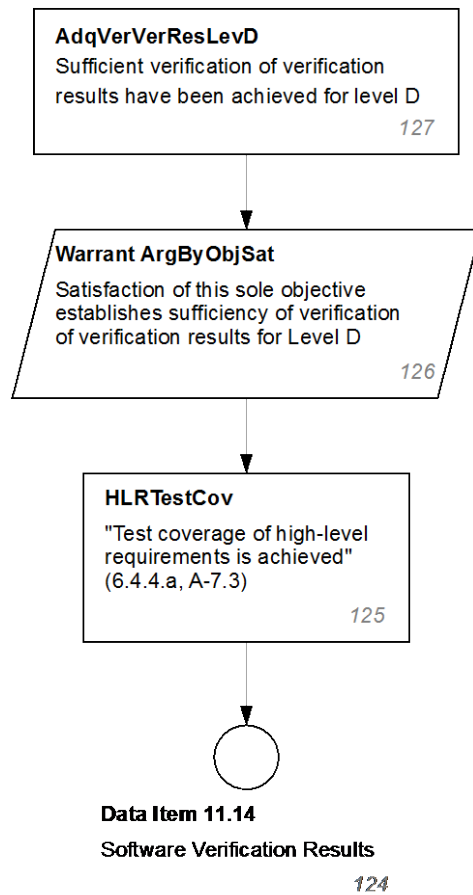 AdqVerVerResLevD
Sufficient verification of verification
results have been achieved for level D
127
Warrant ArgByObjSat
Satisfaction of this sole objective
establishes sufficiency of verification
of verification results for Level D
126
HLRTestCov
"Test coverage of high-level
requirements is achieved"
(6.4.4.a, A-7.3)
125
Data Item 11.14
Software Verification Results
124